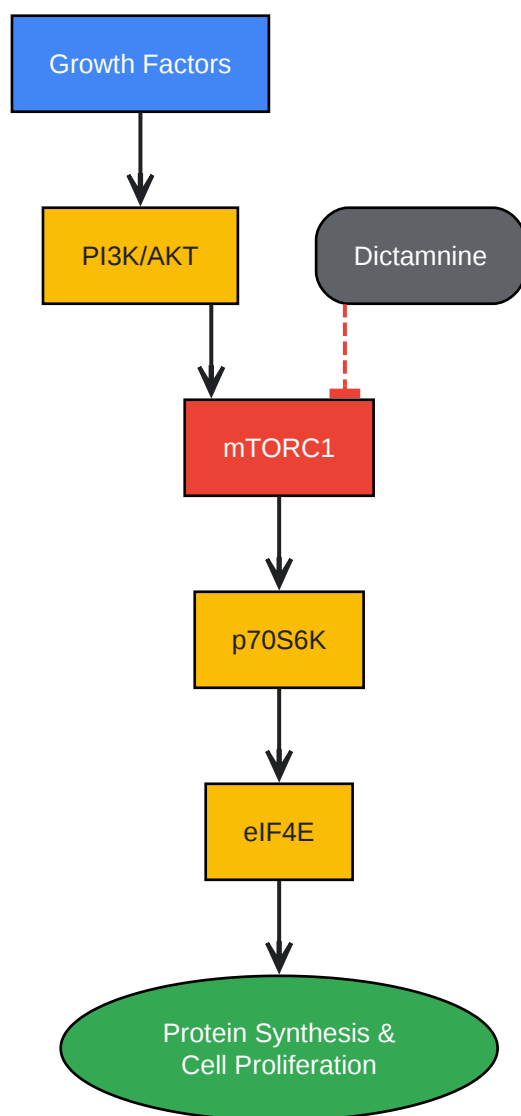 Growth Factors
PI3K/AKT
Dictamnine
mTORC1
p70S6K
eIF4E
Protein Synthesis &
Cell Proliferation